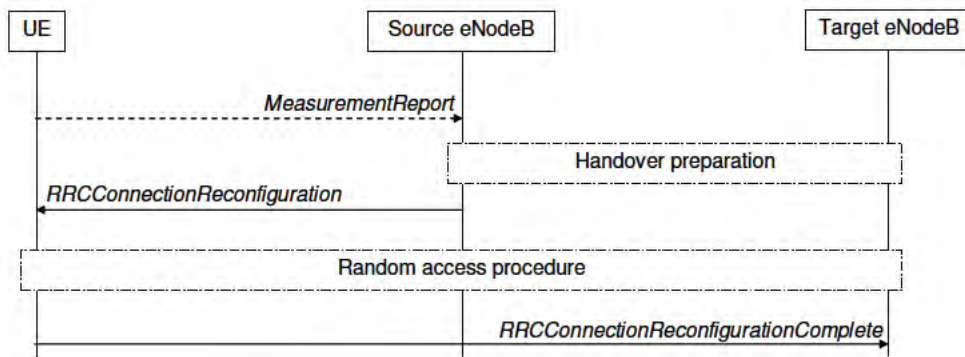 UE
Source eNodeB
Target eNodeB
MeasurementReport
Handover preparation
RRCConnectionReconfiguration
Random access procedure
RRCConnectionReconfigurationComplete